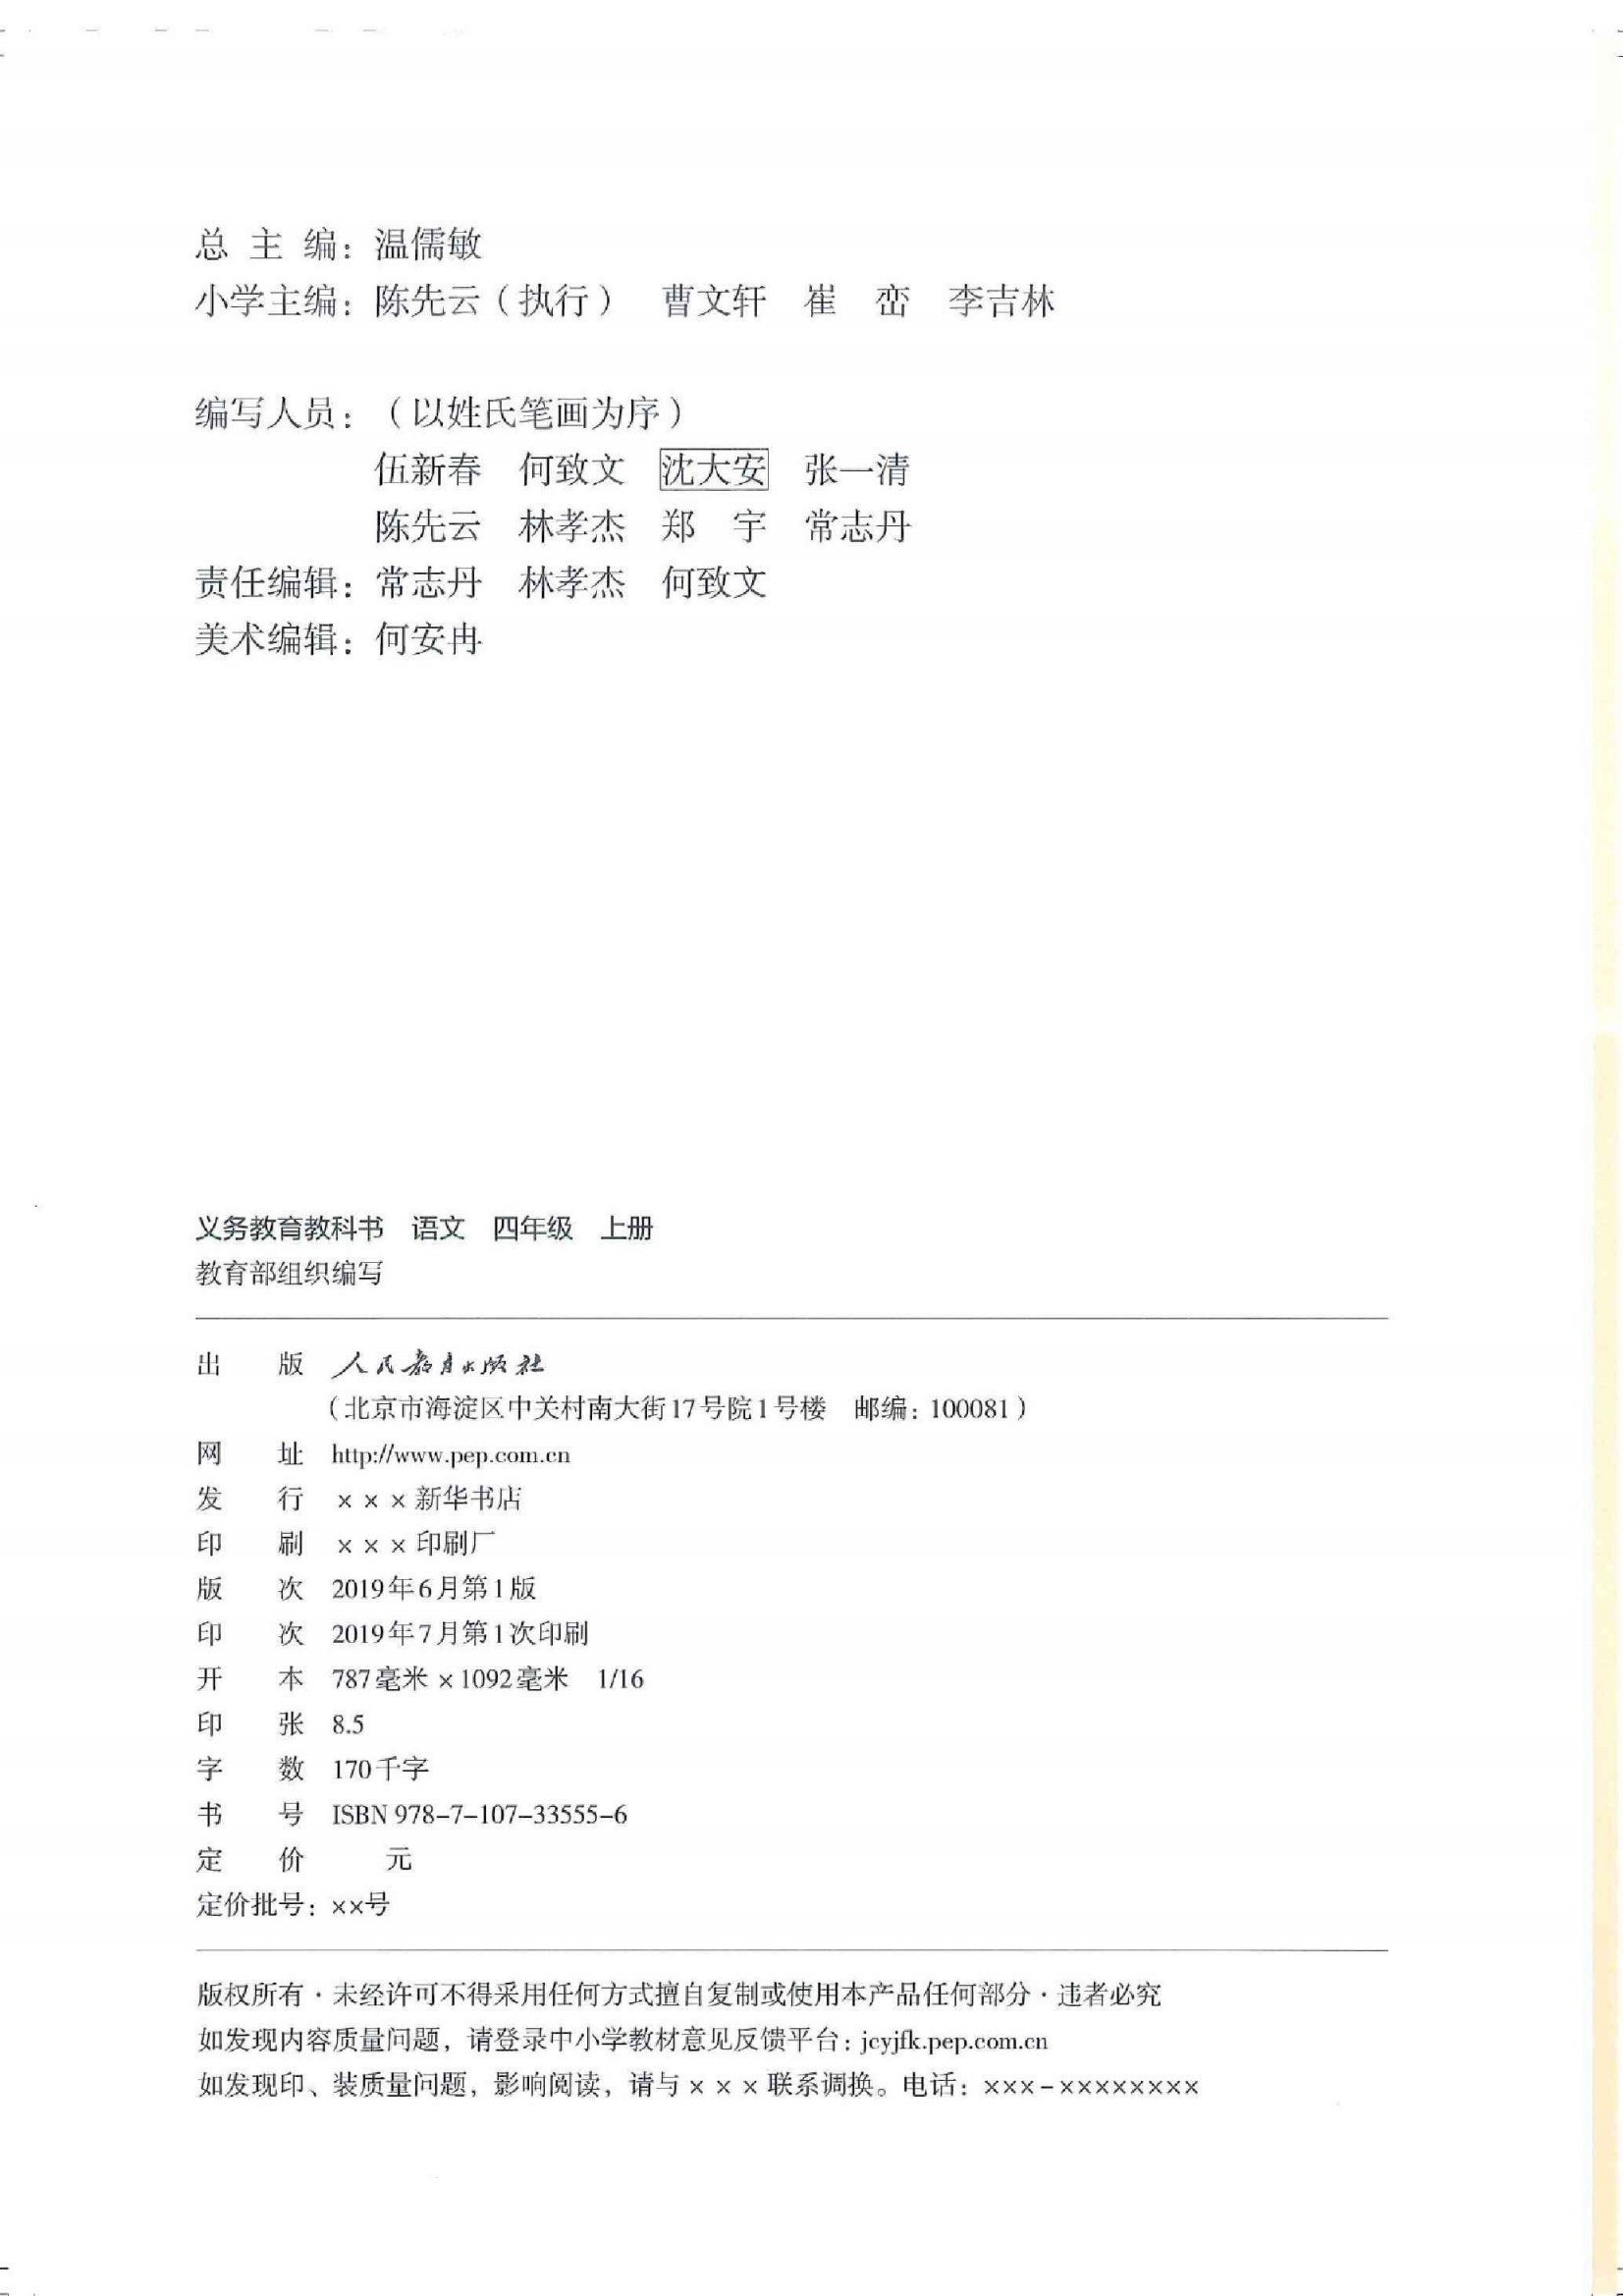 总 主 编：温儒敏
小学主编：陈先云（执行） 曹文轩 崔 峦 李吉林
编写人员：（以姓氏笔画为序）
伍新春 何致文 沈大安 张一清
陈先云 林孝杰 郑 宇 常志丹
责任编辑：常志丹 林孝杰 何致文
美术编辑：何安冉
义务教育教科书 语文 四年级 上册
教育部组织编写
出 版 人民教育出版社
（北京市海淀区中关村南大街17号院1号楼 邮编：100081）
网 址 http://www.pep.com.cn
发 行 ×××新华书店
印 刷 ×××印刷厂
版 次 2019年6月第1版
印 次 2019年7月第1次印刷
开 本 787毫米×1092毫米 1/16
印 张 8.5
字 数 170千字
书 号 ISBN 978-7-107-33555-6
定 价 元
定价批号：××号
版权所有·未经许可不得采用任何方式擅自复制或使用本产品任何部分·违者必究
如发现内容质量问题，请登录中小学教材意见反馈平台：jcyjfk.pep.com.cn
如发现印、装质量问题，影响阅读，请与×××联系调换。电话：×××-××××××××